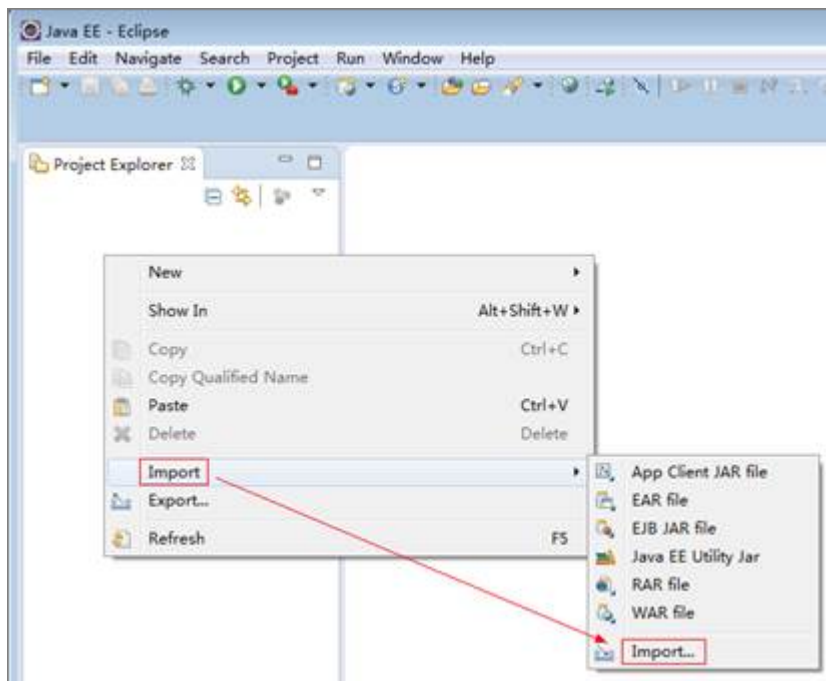 Java EE - Eclipse
File Edit Navigate Search Project Run Window Help
Project Explorer
New
Show In Alt+Shift+W
Copy Ctrl+C
Copy Qualified Name
Paste Ctrl+V
Delete Delete
Import
Export...
Refresh F5
App Client JAR file
EAR file
EJB JAR file
Java EE Utility Jar
RAR file
WAR file
Import...